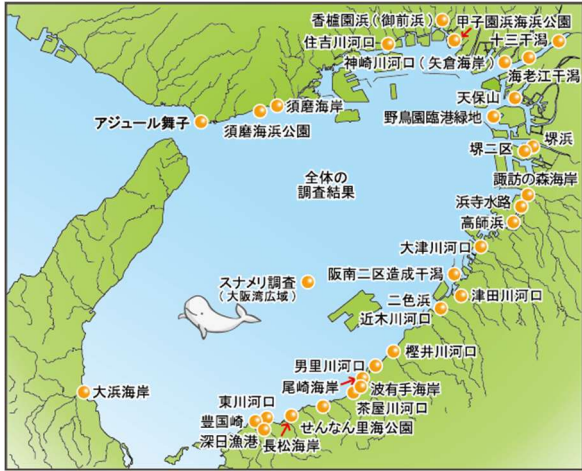 香櫨園浜(御前浜)
甲子園浜海浜公園
住吉川河口
十三干潟
神崎川河口(矢倉海岸)
海老江干潟
須磨海岸
天保山
アジュール舞子
須磨海浜公園
野鳥園臨港緑地
堺浜
堺二区
全体の
調査結果
諏訪の森海岸
浜寺水路
高師浜
大津川河口
阪南二区造成干潟
スナメリ調査
(大阪湾広域)
津田川河口
二色浜
近木川河口
樫井川河口
男里川河口
尾崎海岸
波有手海岸
大浜海岸
東川河口
茶屋川河口
豊国崎
せんなん里海公園
深日漁港
長松海岸